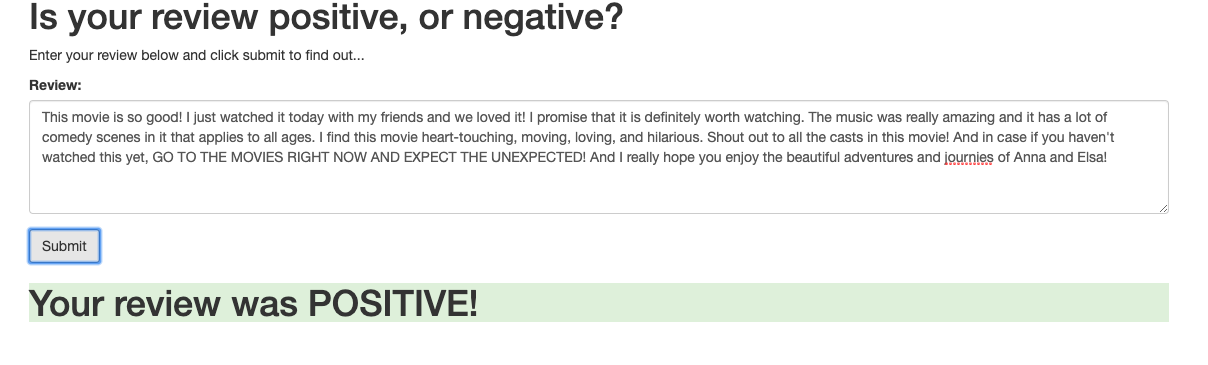 Is your review positive, or negative?
Enter your review below and click submit to find out...
Review:
This movie is so good! I just watched it today with my friends and we loved it! I promise that it is definitely worth watching. The music was really amazing and it has a lot of
comedy scenes in it that applies to all ages. I find this movie heart-touching, moving, loving, and hilarious. Shout out to all the casts in this movie! And in case if you haven't
watched this yet, GO TO THE MOVIES RIGHT NOW AND EXPECT THE UNEXPECTED! And I really hope you enjoy the beautiful adventures and journies of Anna and Elsa!
Submit
Your review was POSITIVE!